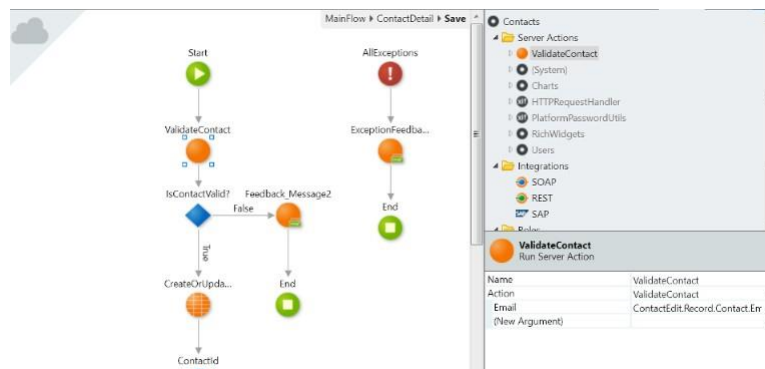 MainFlow ▸ ContactDetail ▸ Save
Start
AllExceptions
ValidateContact
ExceptionFeedba...
IsContactValid?
Feedback_Message2
False
End
True
CreateOrUpda...
End
ContactId
Contacts
Server Actions
ValidateContact
(System)
Charts
HTTPRequestHandler
PlatformPasswordUtils
RichWidgets
Users
Integrations
SOAP
REST
SAP
Roles
ValidateContact
Run Server Action
Name ValidateContact
Action ValidateContact
Email ContactEdit.Record.Contact.Em
(New Argument)